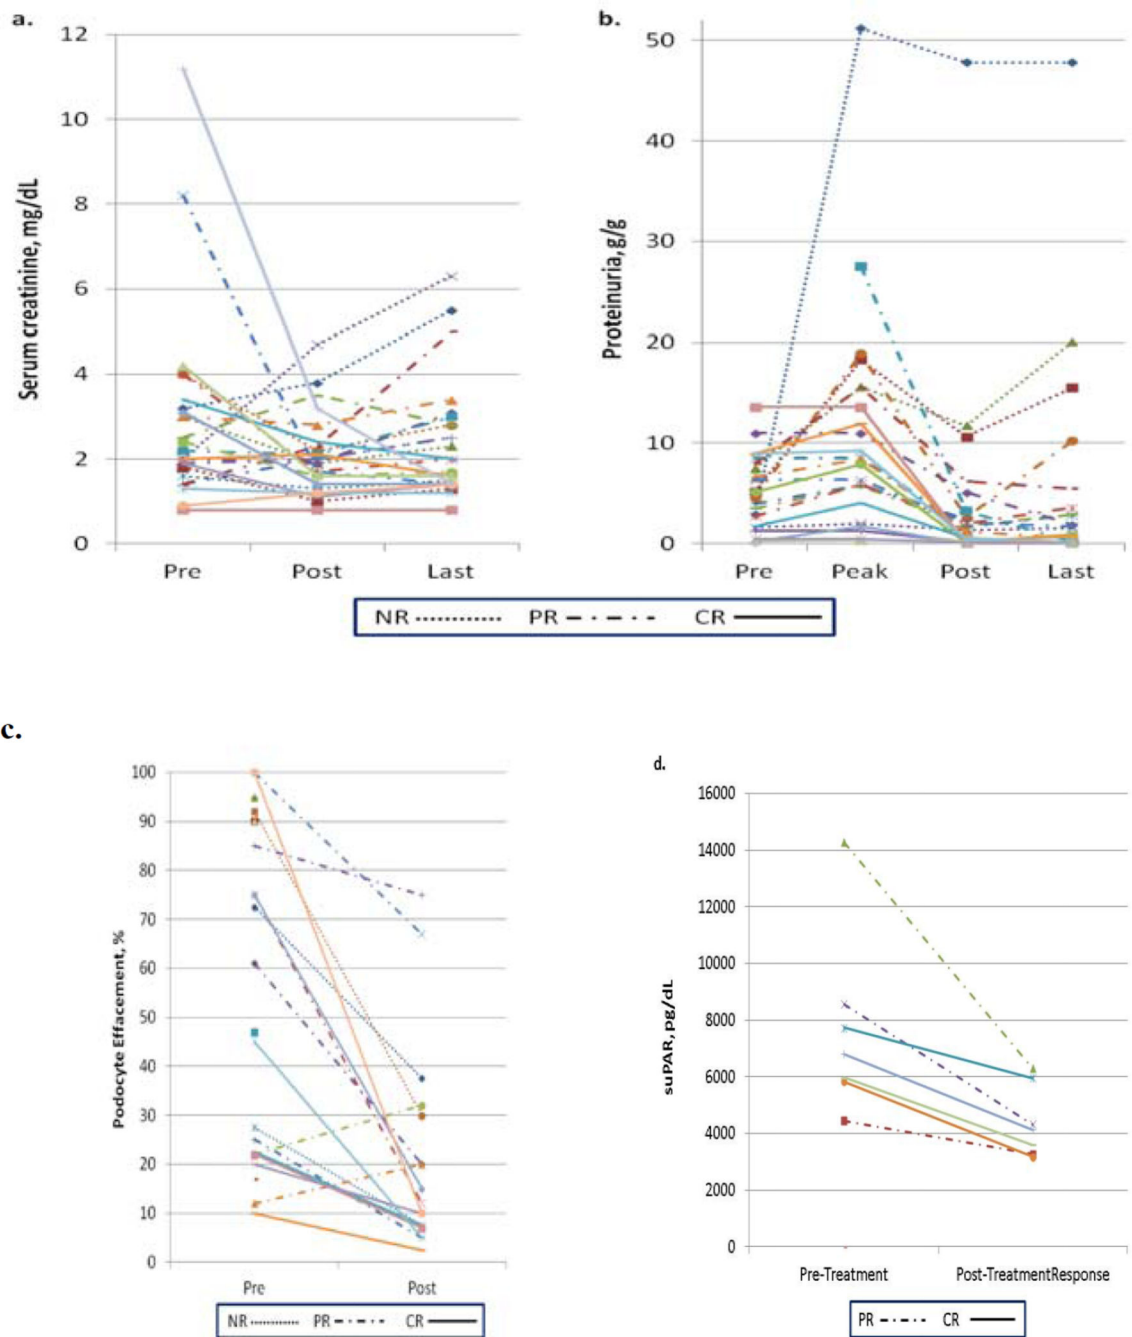 a.
Serum creatinine, mg/dL
12
10
8
6
4
2
0
Pre Post Last
b.
Proteinuria, g/g
50
40
30
20
10
0
Pre Peak Post Last
NR PR CR
c.
Podocyte Effacement, %
100
90
80
70
60
50
40
30
20
10
0
Pre Post
NR PR CR
d.
suPAR, pg/dL
16000
14000
12000
10000
8000
6000
4000
2000
0
Pre-Treatment Post-TreatmentResponse
PR CR